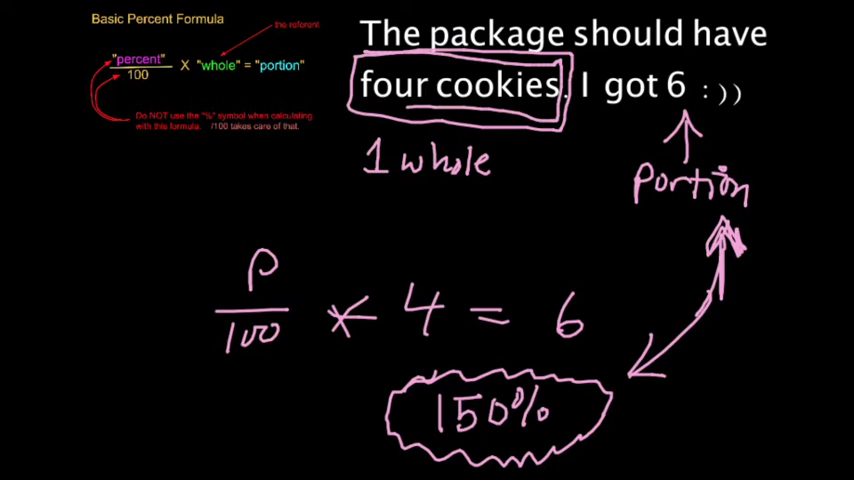 Basic Percent Formula
the referent
"percent"
100
X "whole" = "portion"
Do NOT use the "%" symbol when calculating
with this formula. /100 takes care of that.
The package should have
four cookies. I got 6 :))
1 whole
portion
P
100
* 4 = 6
150%